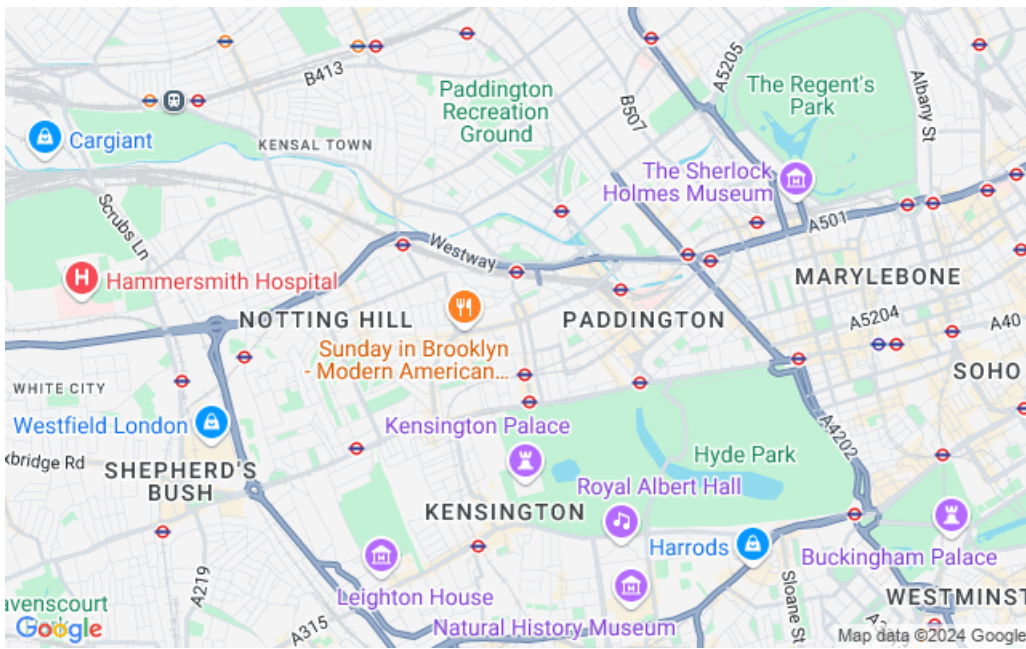 B413
Paddington
Recreation
Ground
B507
A5205
The Regent's
Park
Albany St
Cargiant
KENSAL TOWN
The Sherlock
Holmes Museum
Scrubs Ln
A501
Westway
H
Hammersmith Hospital
MARYLEBONE
NOTTING HILL
PADDINGTON
A5204
A40
Sunday in Brooklyn
- Modern American...
SOHO
WHITE CITY
Westfield London
Kensington Palace
A4202
Hyde Park
xbridge Rd
SHEPHERD'S
BUSH
Royal Albert Hall
KENSINGTON
Harrods
Buckingham Palace
A219
Leighton House
Sloane St
WESTMINST
avenscourt
Google
A315
Natural History Museum
Map data ©2024 Google